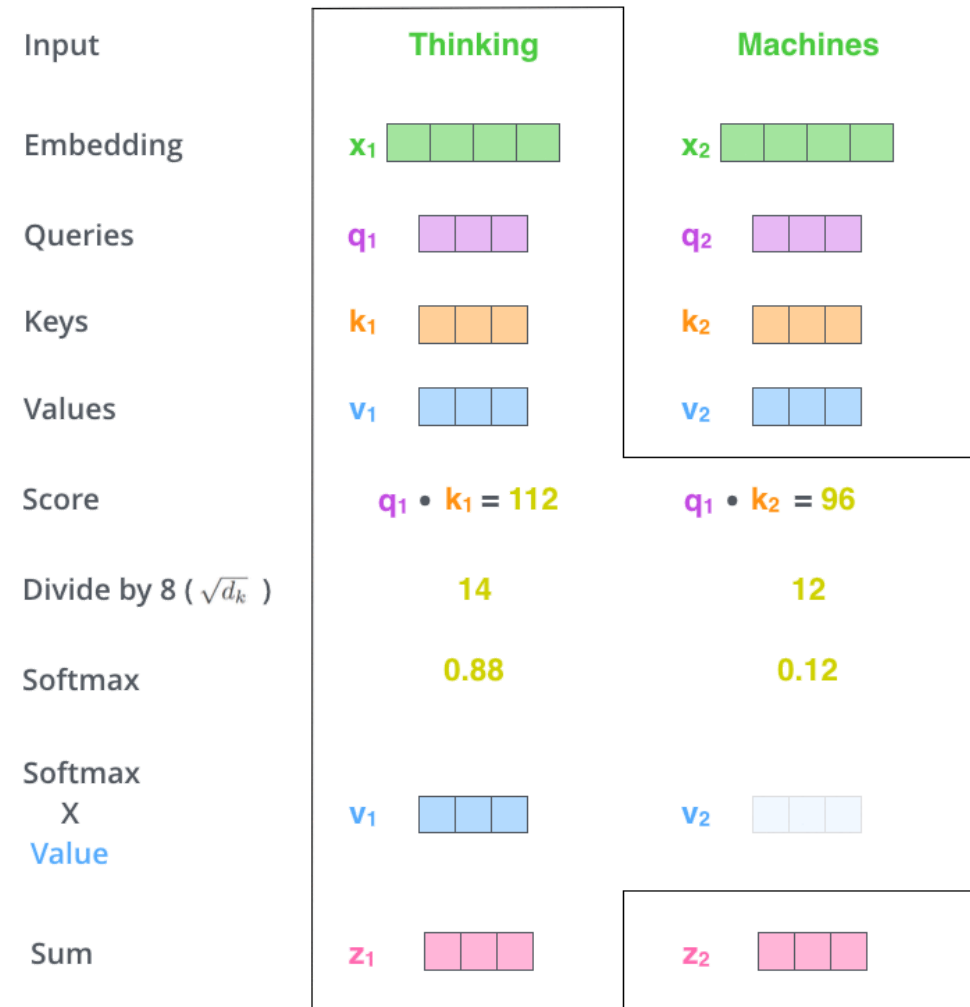 Input Thinking Machines
Embedding x₁ x₂
Queries q₁ q₂
Keys k₁ k₂
Values v₁ v₂
Score q₁ • k₁ = 112 q₁ • k₂ = 96
Divide by 8 ( √dₖ ) 14 12
Softmax 0.88 0.12
Softmax
X
Value v₁ v₂
Sum z₁ z₂